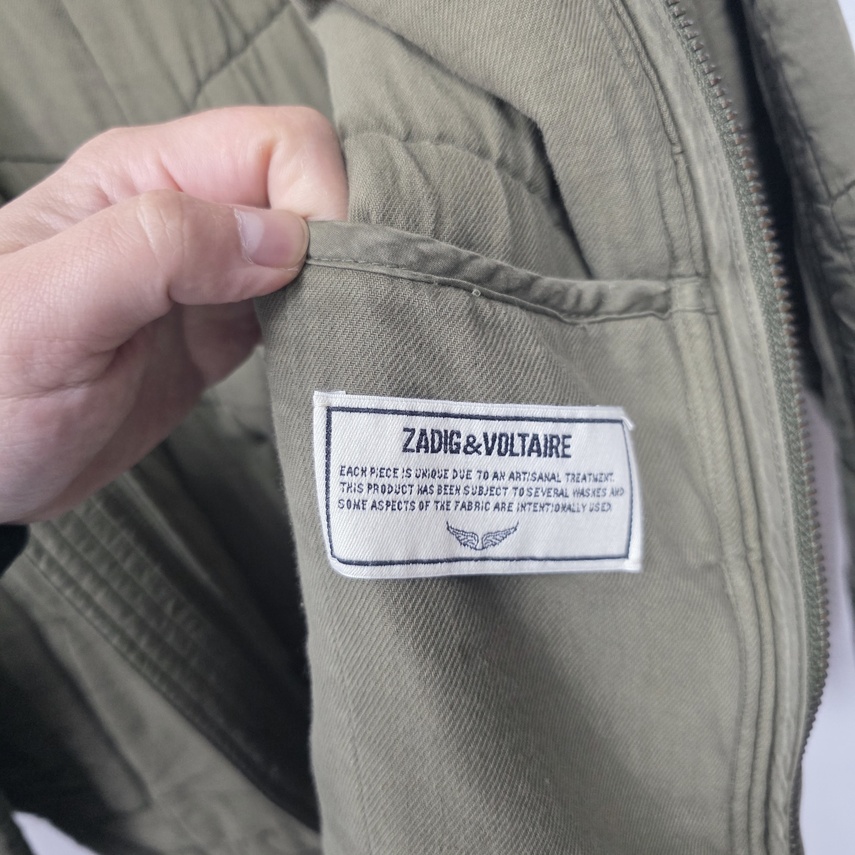 ZADIG&VOLTAIRE
EACH PIECE IS UNIQUE DUE TO AN ARTISANAL TREATMENT.
THIS PRODUCT HAS BEEN SUBJECT TO SEVERAL WASHES AND
SOME ASPECTS OF THE FABRIC ARE INTENTIONALLY USED.